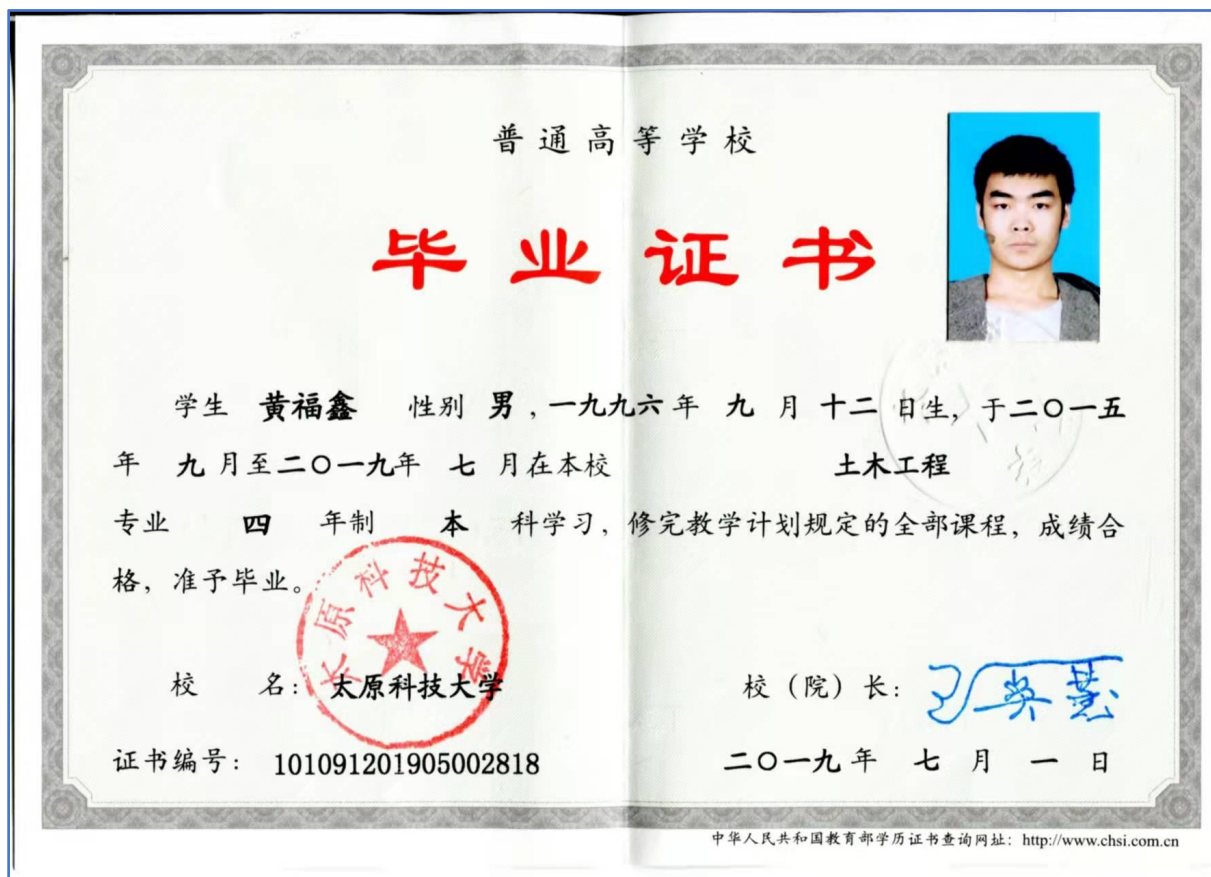 普通高等学校
毕业证书
学生 黄福鑫 性别 男，一九九六年 九 月 十二 日生，于二〇一五
年 九 月至二〇一九年 七 月在本校 土木工程
专业 四 年制 本 科学习，修完教学计划规定的全部课程，成绩合
格，准予毕业。
太原科技大学
校 名：太原科技大学 校（院）长：
证书编号：101091201905002818 二〇一九年 七 月 一 日
中华人民共和国教育部学历证书查询网址：http://www.chsi.com.cn